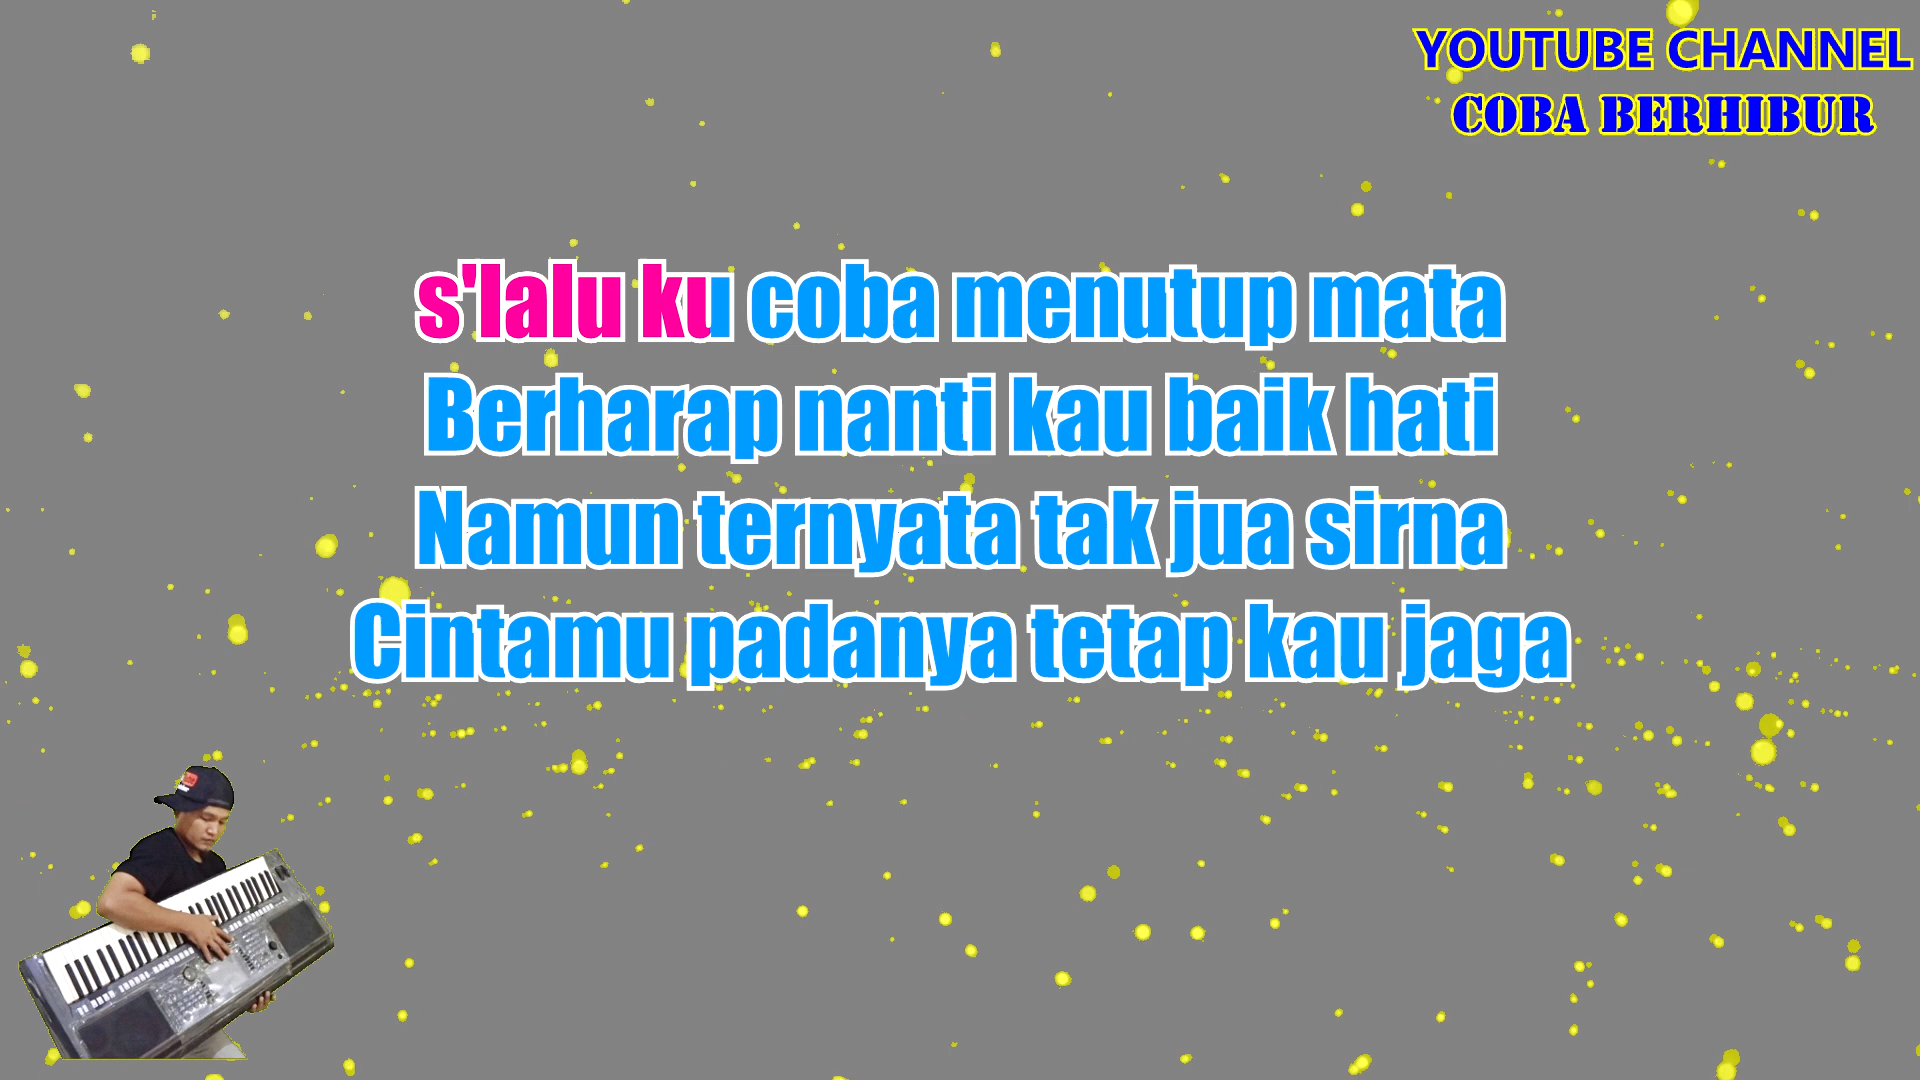 YOUTUBE CHANNEL
COBA BERHIBUR
s'lalu ku coba menutup mata
Berharap nanti kau baik hati
Namun ternyata tak jua sirna
Cintamu padanya tetap kau jaga